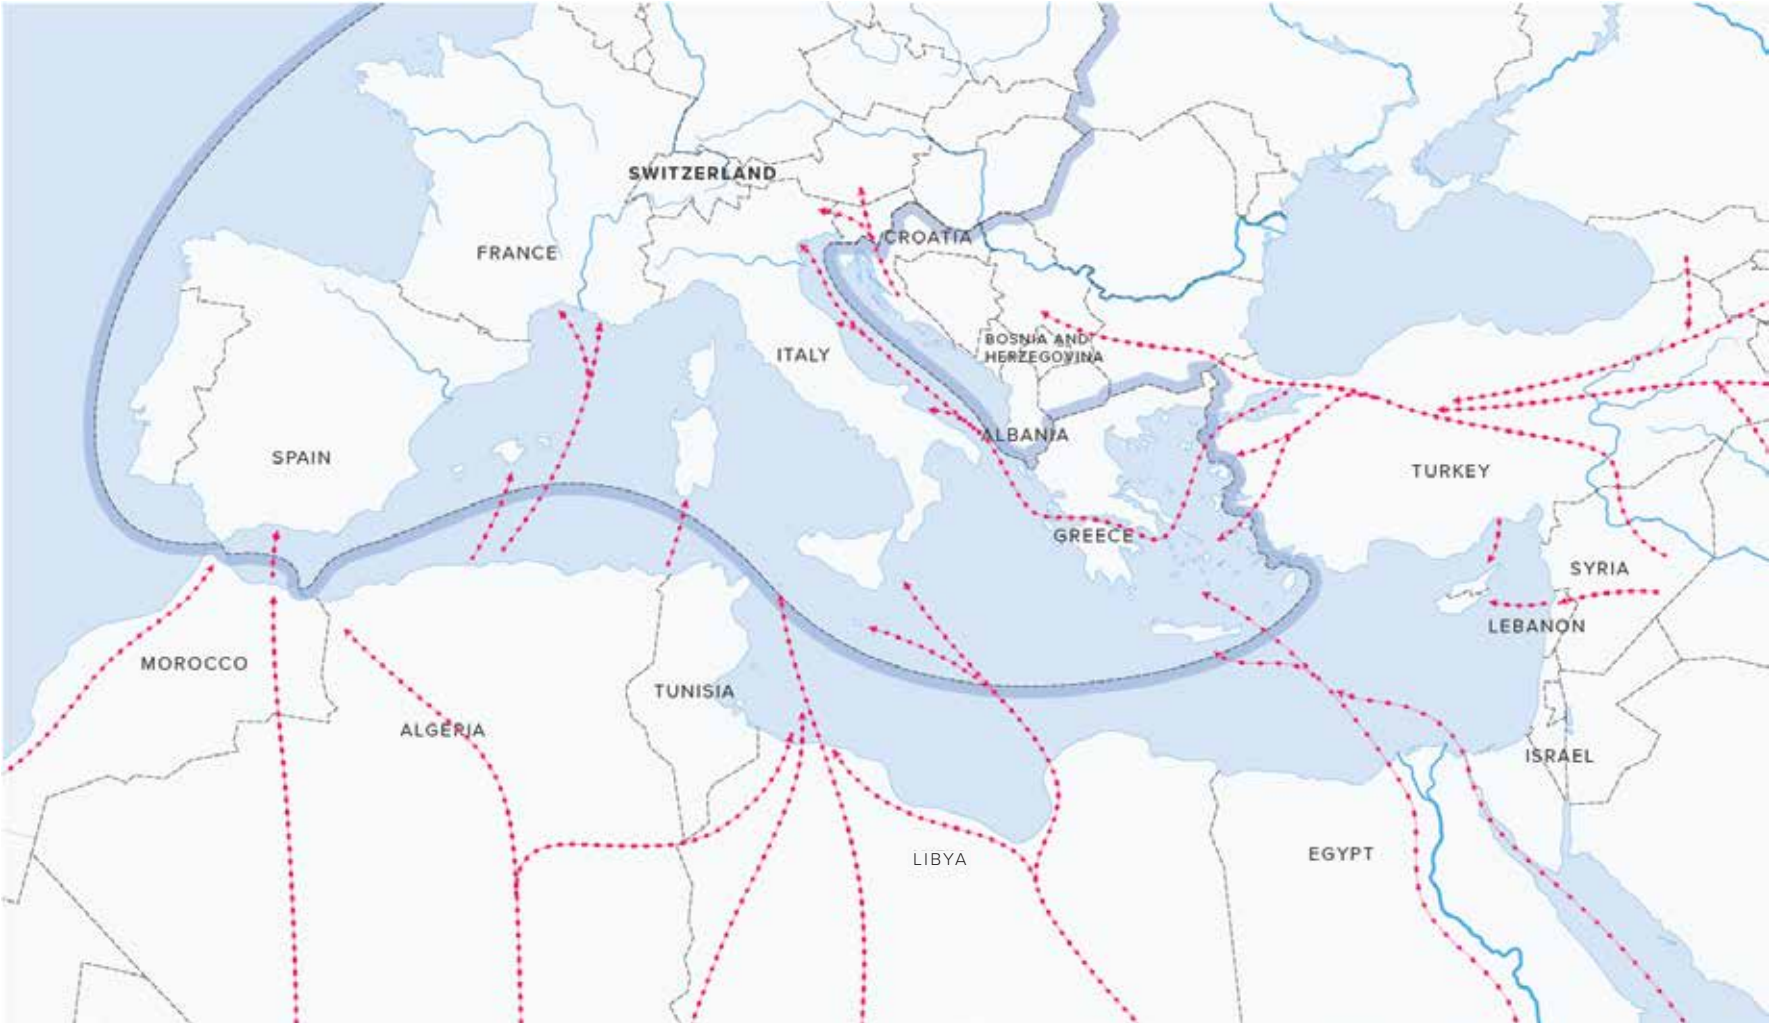 SWITZERLAND
CROATIA
FRANCE
BOSNIA AND
HERZEGOVINA
ITALY
ALBANIA
SPAIN
TURKEY
GREECE
SYRIA
LEBANON
MOROCCO
TUNISIA
ALGERIA
ISRAEL
EGYPT
LIBYA